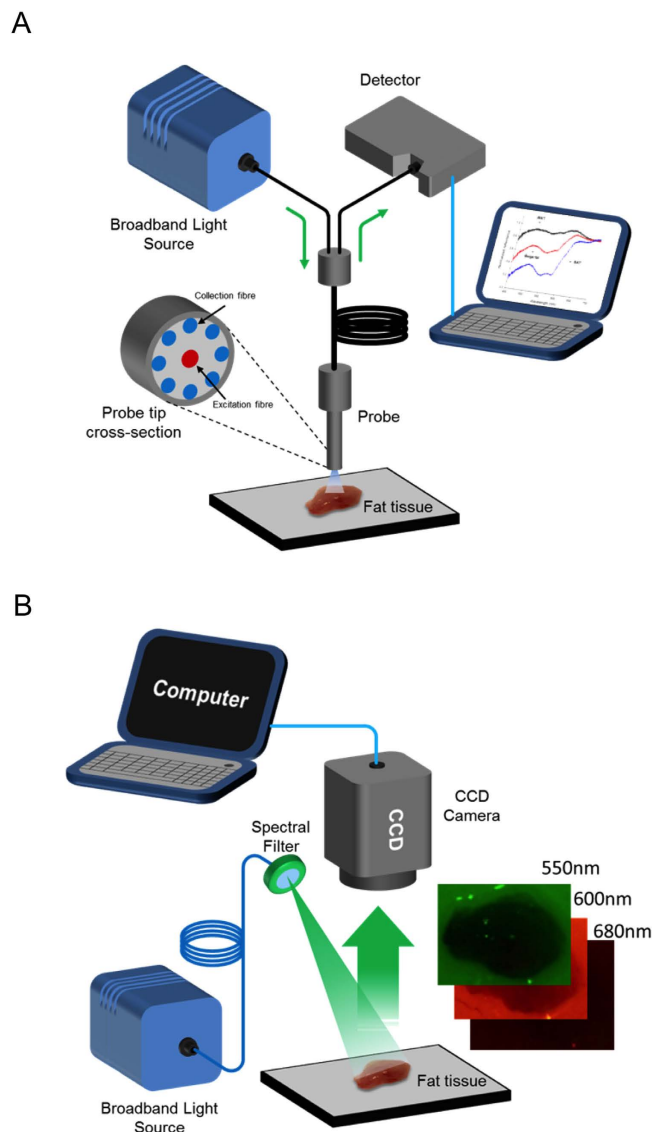 A
Detector
Broadband Light
Source
Collection fibre
Excitation fibre
Probe tip
cross-section
Probe
Fat tissue
B
Computer
CCD
Camera
CCD
Spectral
Filter
550nm
600nm
680nm
Fat tissue
Broadband Light
Source